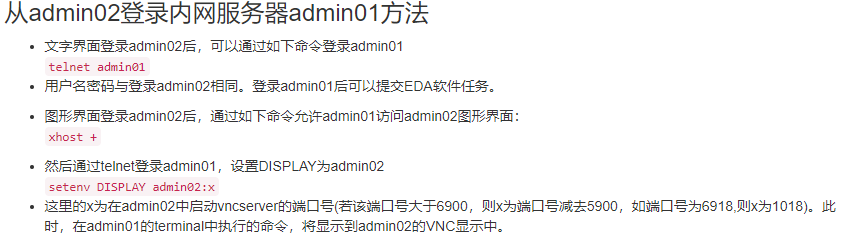 从admin02登录内网服务器admin01方法
文字界面登录admin02后，可以通过如下命令登录admin01
telnet admin01
用户名密码与登录admin02相同。登录admin01后可以提交EDA软件任务。
图形界面登录admin02后，通过如下命令允许admin01访问admin02图形界面：
xhost +
然后通过telnet登录admin01，设置DISPLAY为admin02
setenv DISPLAY admin02:x
这里的x为在admin02中启动vncserver的端口号(若该端口号大于6900，则x为端口号减去5900，如端口号为6918,则x为1018)。此
时，在admin01的terminal中执行的命令，将显示到admin02的VNC显示中。